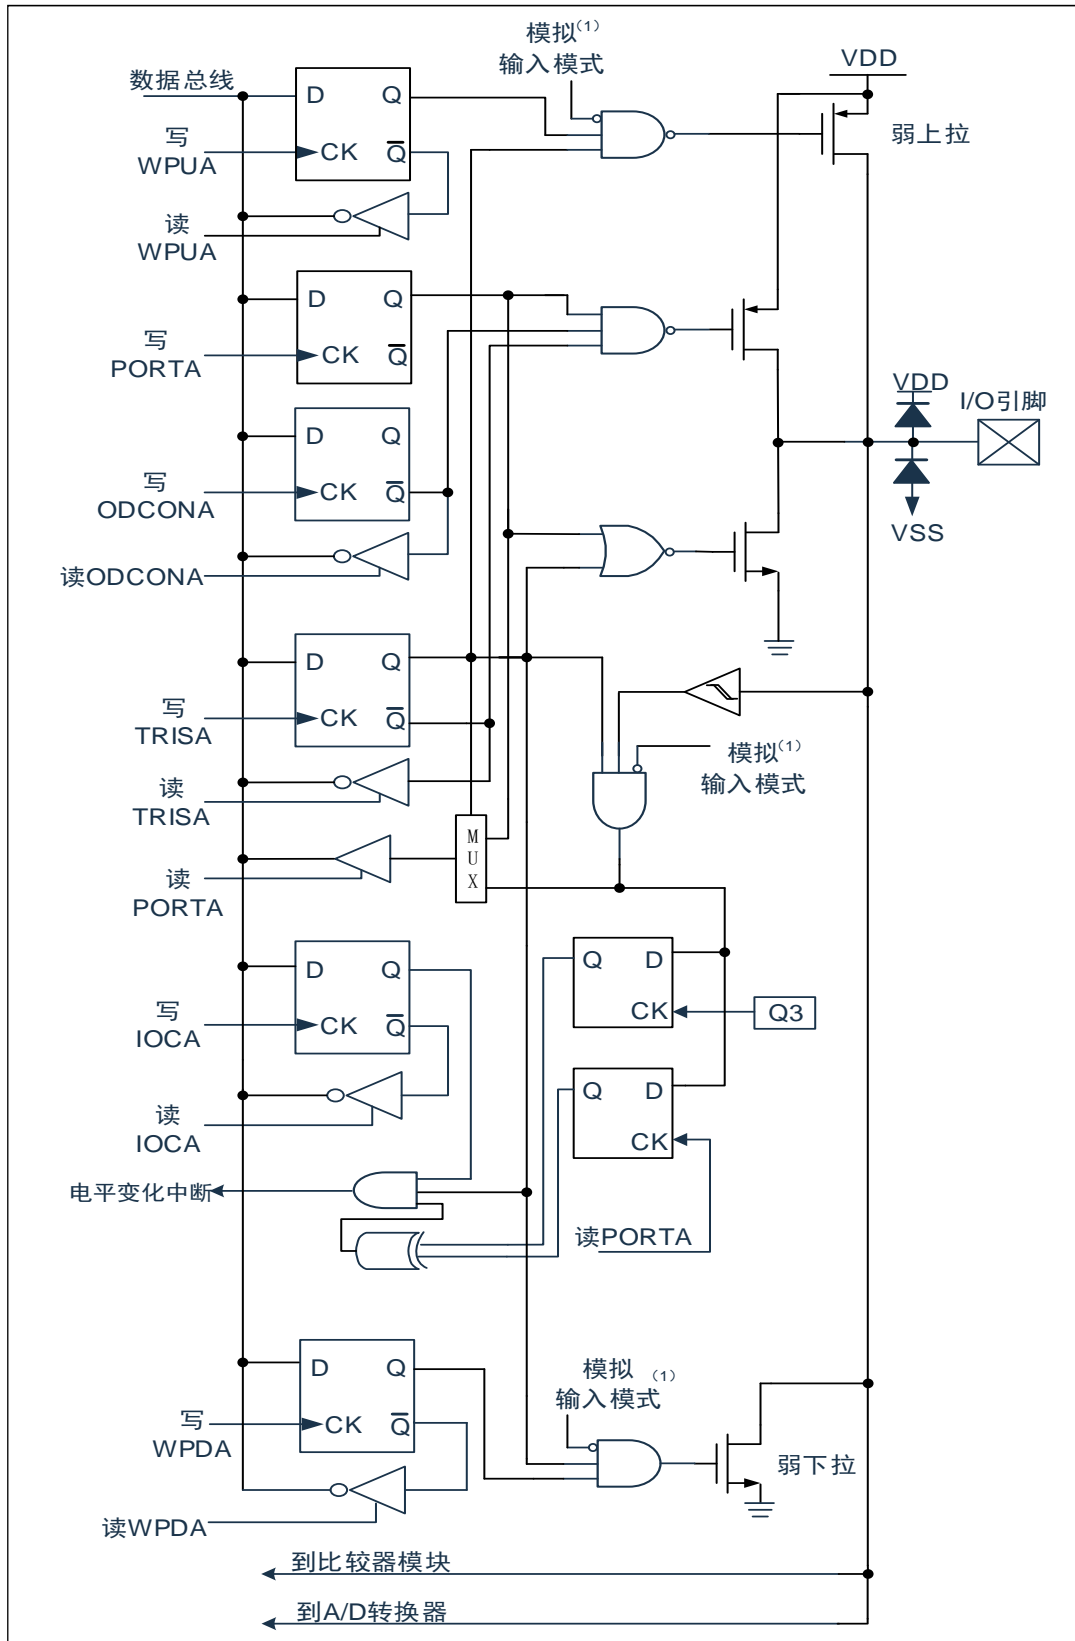 模拟(1)
输入模式
VDD
数据总线
D Q
弱上拉
写
WPUA
CK Q
读
WPUA
D Q
写
PORTA
CK Q
VDD
I/O引脚
D Q
写
ODCONA
CK Q
VSS
读ODCONA
D Q
写
TRISA
CK Q
模拟(1)
输入模式
读
TRISA
MUX
读
PORTA
D Q
Q D
写
IOCA
CK Q
CK
Q3
Q D
读
IOCA
CK
电平变化中断
读PORTA
D Q
模拟(1)
输入模式
写
WPDA
CK Q
弱下拉
读WPDA
到比较器模块
到A/D转换器